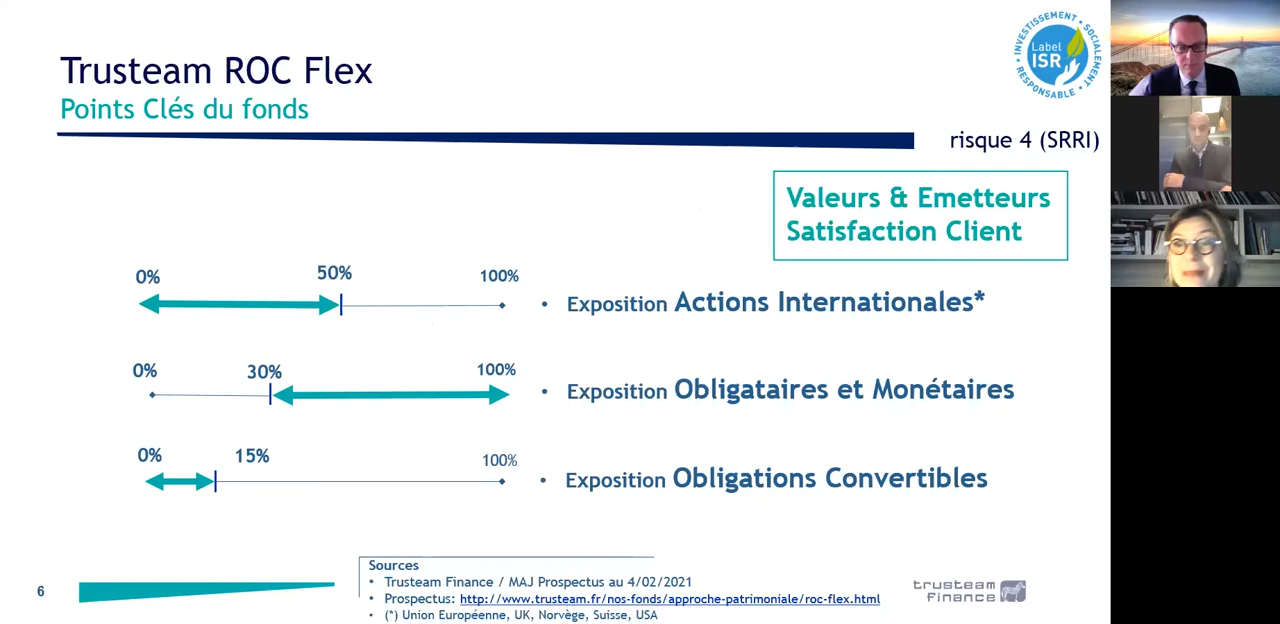 Trusteam ROC Flex
Points Clés du fonds
INVESTISSEMENT SOCIALEMENT RESPONSABLE
Label
ISR
risque 4 (SRRI)
Valeurs & Emetteurs
Satisfaction Client
0% 50% 100%
• Exposition Actions Internationales*
0% 30% 100%
• Exposition Obligataires et Monétaires
0% 15% 100%
• Exposition Obligations Convertibles
Sources
• Trusteam Finance / MAJ Prospectus au 4/02/2021
• Prospectus: http://www.trusteam.fr/nos-fonds/approche-patrimoniale/roc-flex.html
• (*) Union Européenne, UK, Norvège, Suisse, USA
6
trusteam
finance